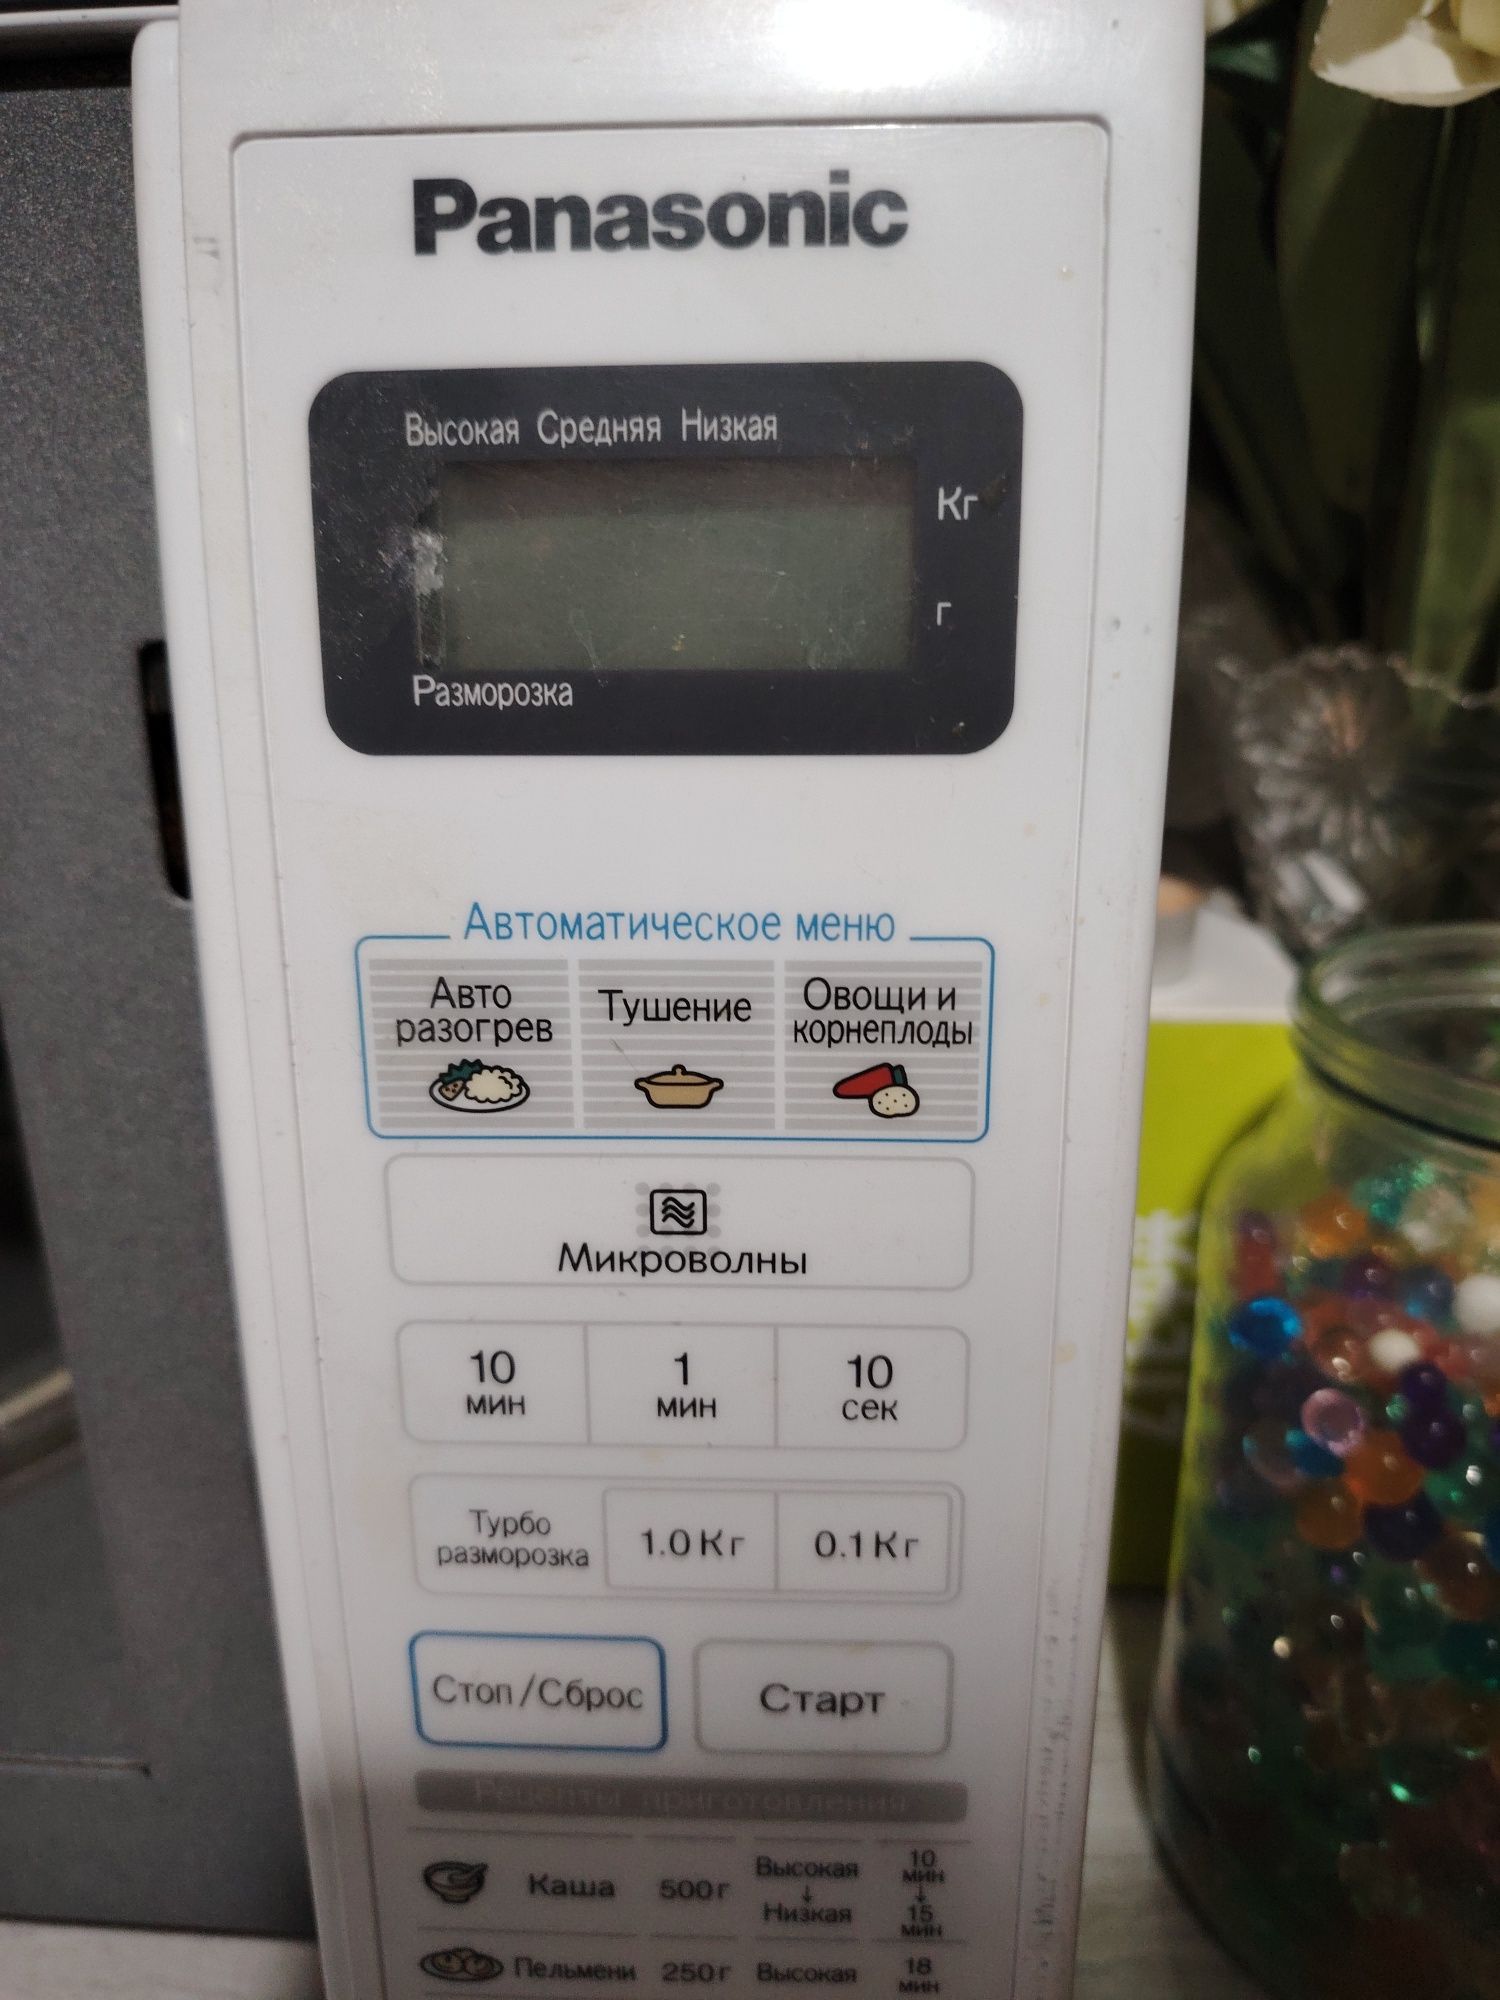 Panasonic
Высокая Средняя Низкая
Кг
г
Разморозка
Автоматическое меню
Авто разогрев
Тушение
Овощи и корнеплоды
Микроволны
10 мин
1 мин
10 сек
Турбо разморозка
1.0 Кг
0.1 Кг
Стоп/Сброс
Старт
Рецепты приготовления
Каша 500г Высокая ↓ Низкая 10 мин ↓ 15 мин
Пельмени 250г Высокая 18 мин